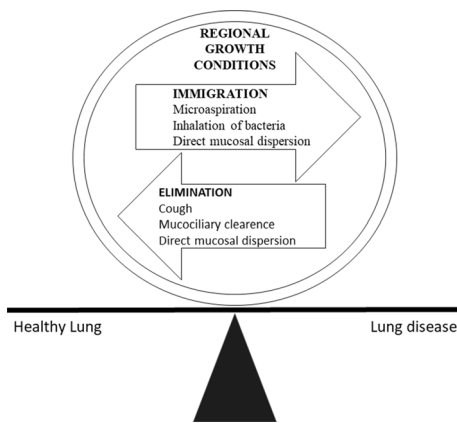 REGIONAL
GROWTH
CONDITIONS
IMMIGRATION
Microaspiration
Inhalation of bacteria
Direct mucosal dispersion
ELIMINATION
Cough
Mucociliary clearence
Direct mucosal dispersion
Healthy Lung
Lung disease